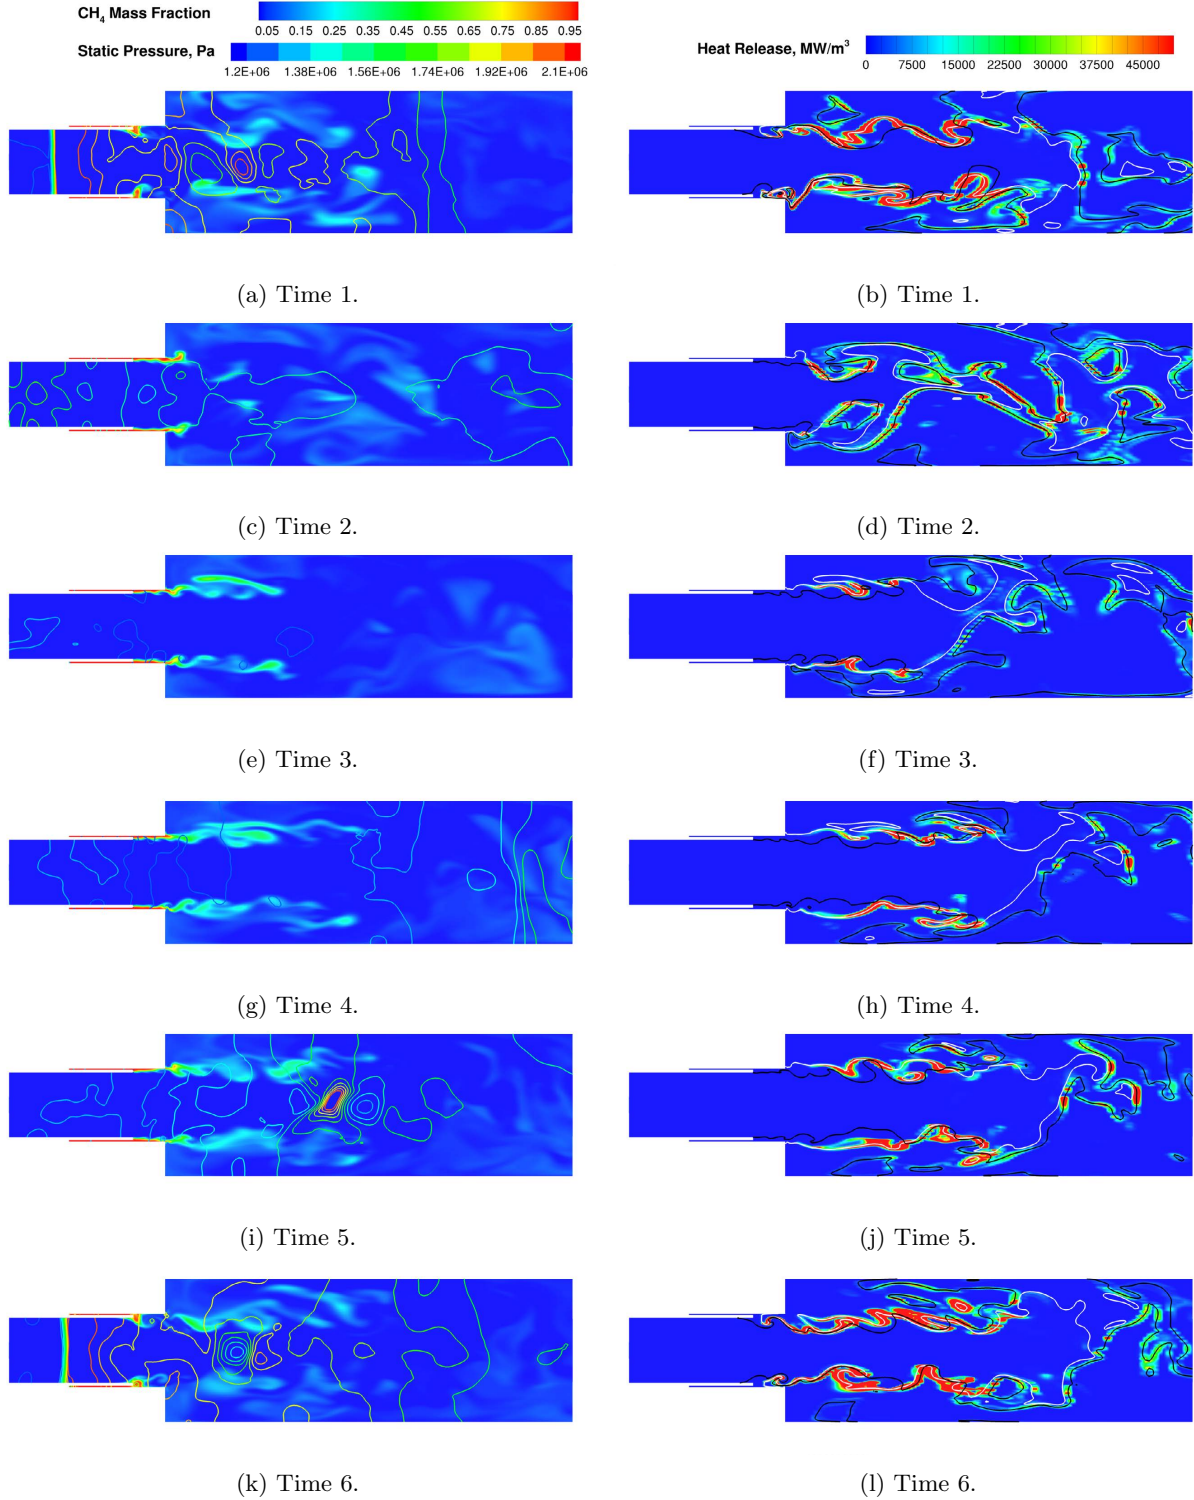 CH₄ Mass Fraction
0.05 0.15 0.25 0.35 0.45 0.55 0.65 0.75 0.85 0.95
Static Pressure, Pa
1.2E+06 1.38E+06 1.56E+06 1.74E+06 1.92E+06 2.1E+06
Heat Release, MW/m³
0 7500 15000 22500 30000 37500 45000
(a) Time 1.
(b) Time 1.
(c) Time 2.
(d) Time 2.
(e) Time 3.
(f) Time 3.
(g) Time 4.
(h) Time 4.
(i) Time 5.
(j) Time 5.
(k) Time 6.
(l) Time 6.